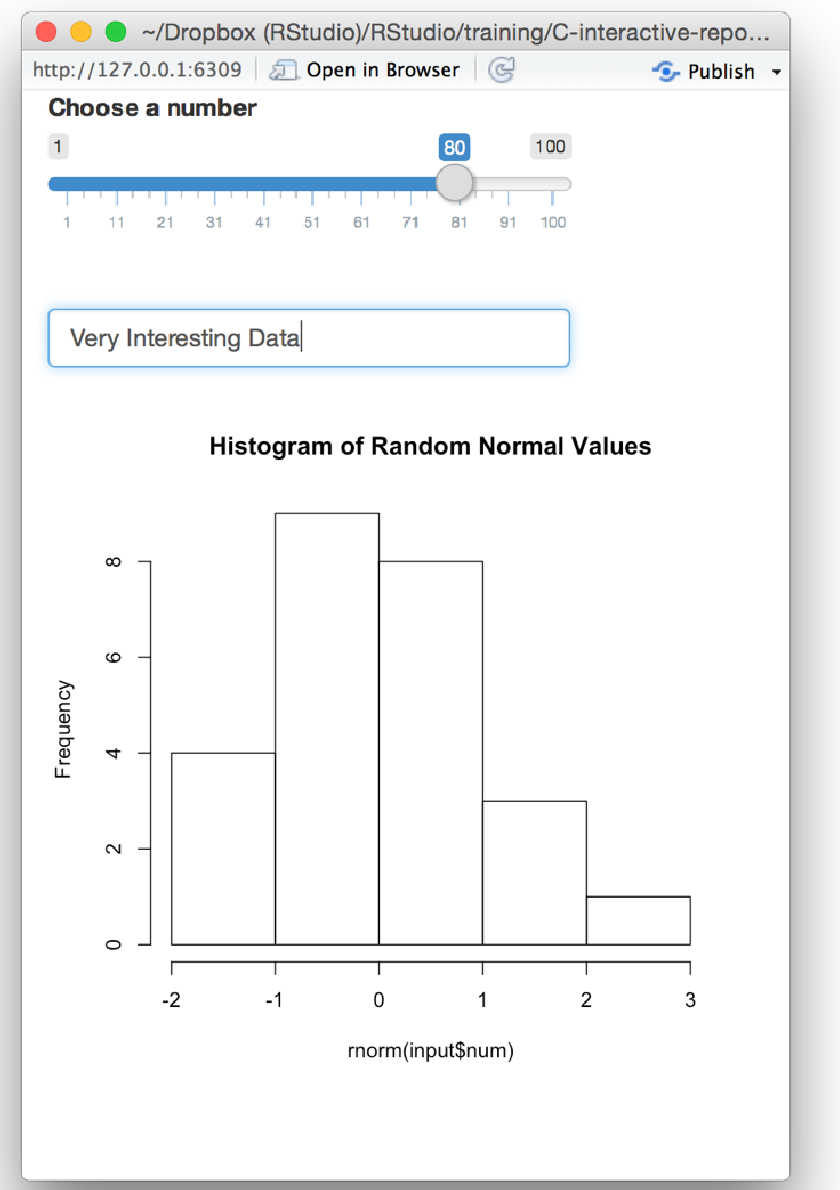 ~/Dropbox (RStudio)/RStudio/training/C-interactive-repo...
http://127.0.0.1:6309 Open in Browser Publish
Choose a number
1 80 100
1 11 21 31 41 51 61 71 81 91 100
Very Interesting Data
Histogram of Random Normal Values
Frequency
8
6
4
2
0
-2 -1 0 1 2 3
rnorm(input$num)